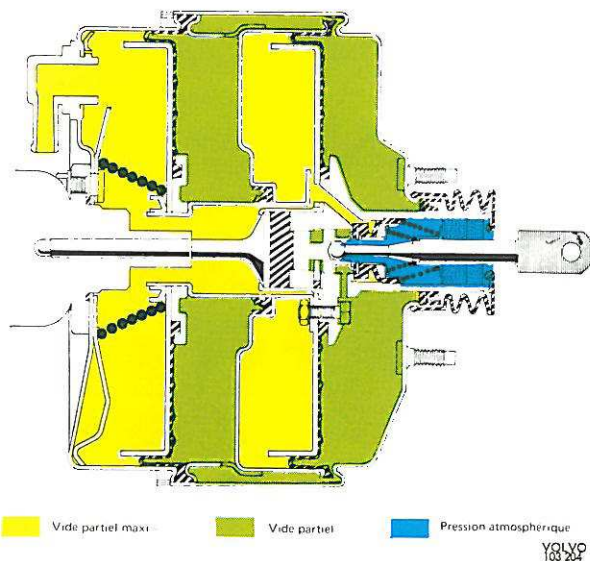 Vide partiel maxi
Vide partiel
Pression atmosphérique
VOLVO
103 204